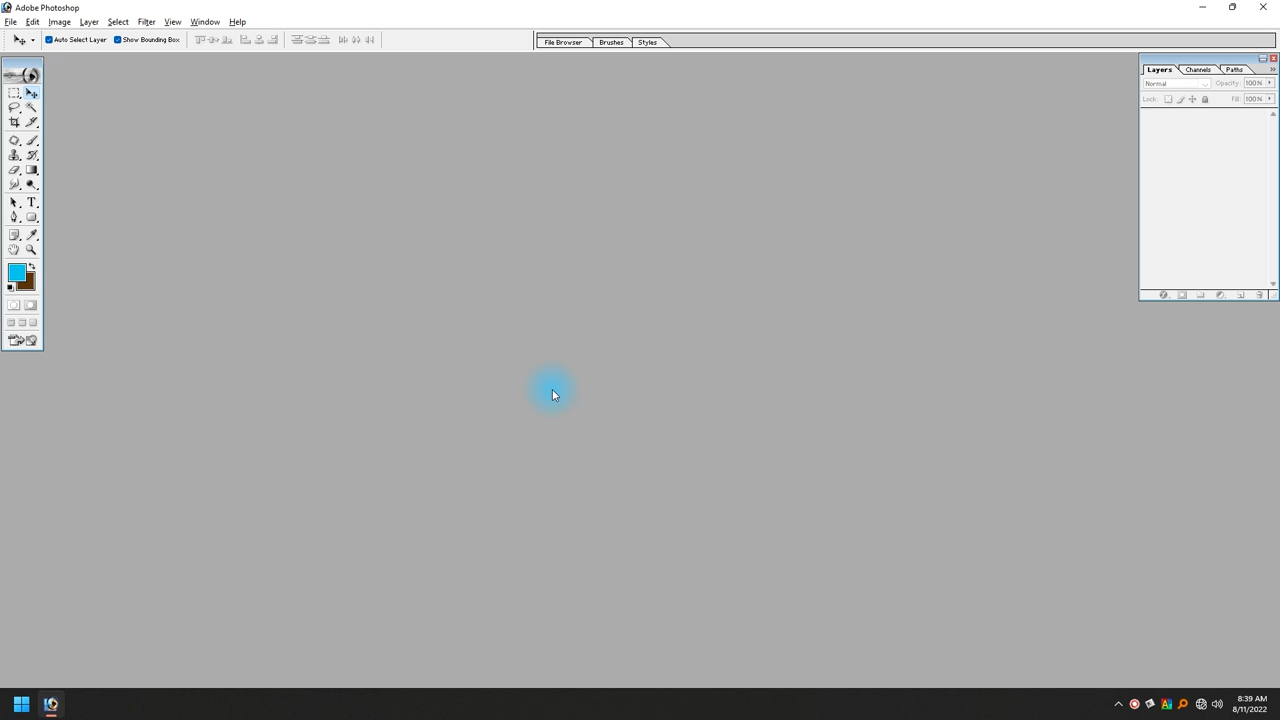 Adobe Photoshop
File Edit Image Layer Select Filter View Window Help
Auto Select Layer Show Bounding Box
File Browser Brushes Styles
Layers Channels Paths
Normal Opacity: 100%
Lock: Fill: 100%
T
8:39 AM
8/11/2022